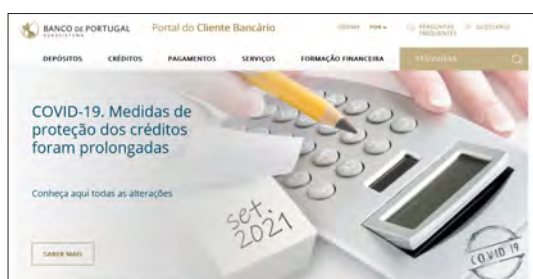 BANCO DE PORTUGAL
EUROSISTEMA
Portal do Cliente Bancário
IDIOMA POR
PERGUNTAS FREQUENTES
GLOSSÁRIO
DEPÓSITOS CRÉDITOS PAGAMENTOS SERVIÇOS FORMAÇÃO FINANCEIRA PESQUISAR
COVID-19. Medidas de
proteção dos créditos
foram prolongadas
Conheça aqui todas as alterações
SABER MAIS
set.
2021
COVID 19